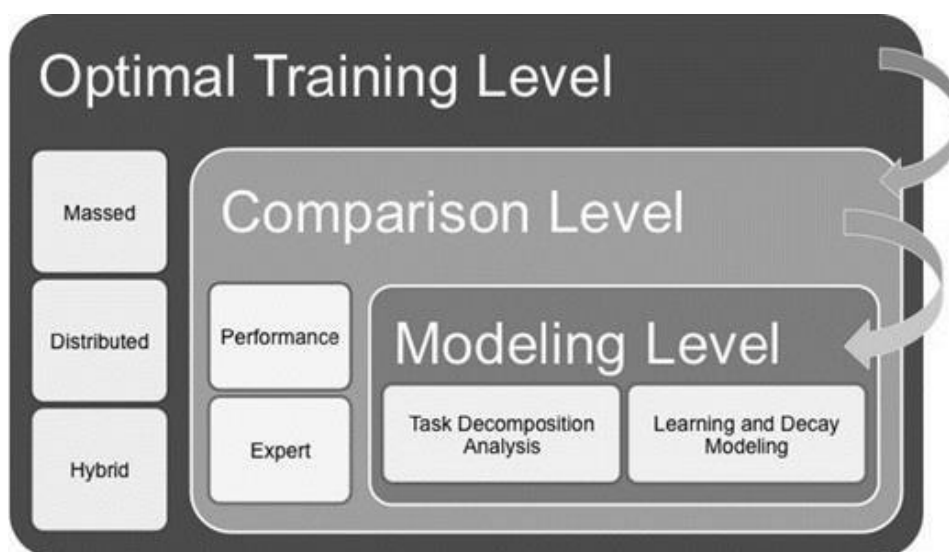 Optimal Training Level
Massed
Distributed
Hybrid
Comparison Level
Performance
Expert
Modeling Level
Task Decomposition
Analysis
Learning and Decay
Modeling